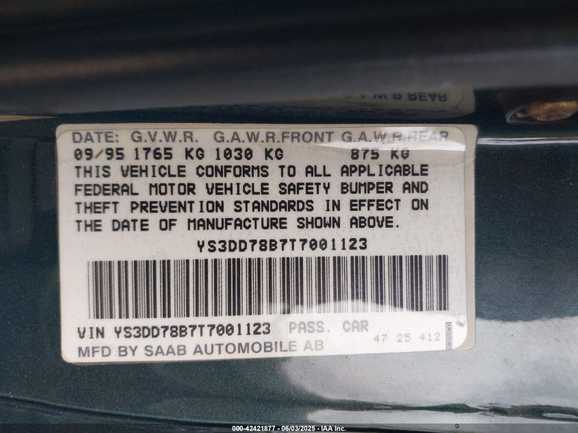 DATE: G.V.W.R. G.A.W.R.FRONT G.A.W.R.REAR
09/95 1765 KG 1030 KG 875 KG
THIS VEHICLE CONFORMS TO ALL APPLICABLE
FEDERAL MOTOR VEHICLE SAFETY BUMPER AND
THEFT PREVENTION STANDARDS IN EFFECT ON
THE DATE OF MANUFACTURE SHOWN ABOVE.
YS3DD78B7T7001123
VIN YS3DD78B7T7001123 PASS. CAR
MFD BY SAAB AUTOMOBILE AB 47 25 412
000-42421877 - 06/03/2025 - IAA Inc.